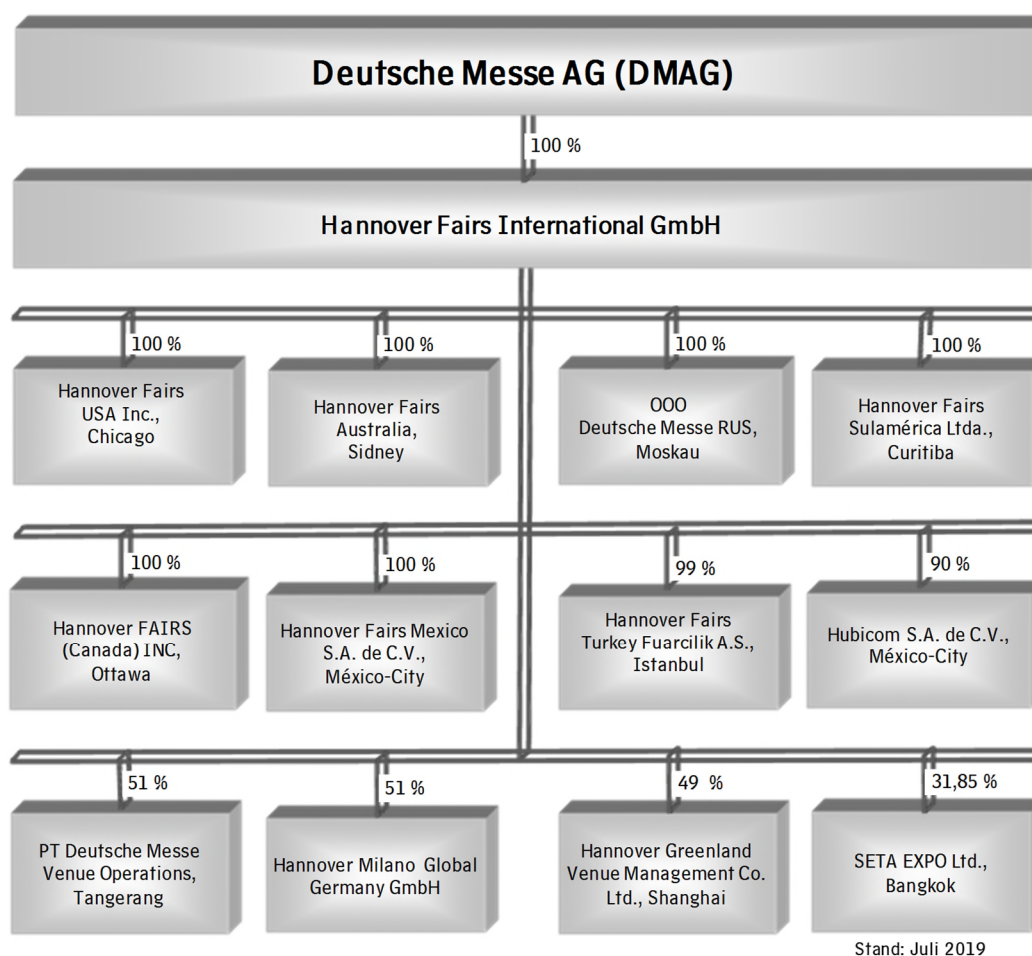 Deutsche Messe AG (DMAG)
100 %
Hannover Fairs International GmbH
100 %
100 %
100 %
100 %
Hannover Fairs
USA Inc.,
Chicago
Hannover Fairs
Australia,
Sidney
OOO
Deutsche Messe RUS,
Moskau
Hannover Fairs
Sulamérica Ltda.,
Curitiba
100 %
100 %
99 %
90 %
Hannover FAIRS
(Canada) INC,
Ottawa
Hannover Fairs Mexico
S.A. de C.V.,
México-City
Hannover Fairs
Turkey Fuarcilik A.S.,
Istanbul
Hubicom S.A. de C.V.,
México-City
51 %
51 %
49 %
31,85 %
PT Deutsche Messe
Venue Operations,
Tangerang
Hannover Milano Global
Germany GmbH
Hannover Greenland
Venue Management Co.
Ltd., Shanghai
SETA EXPO Ltd.,
Bangkok
Stand: Juli 2019